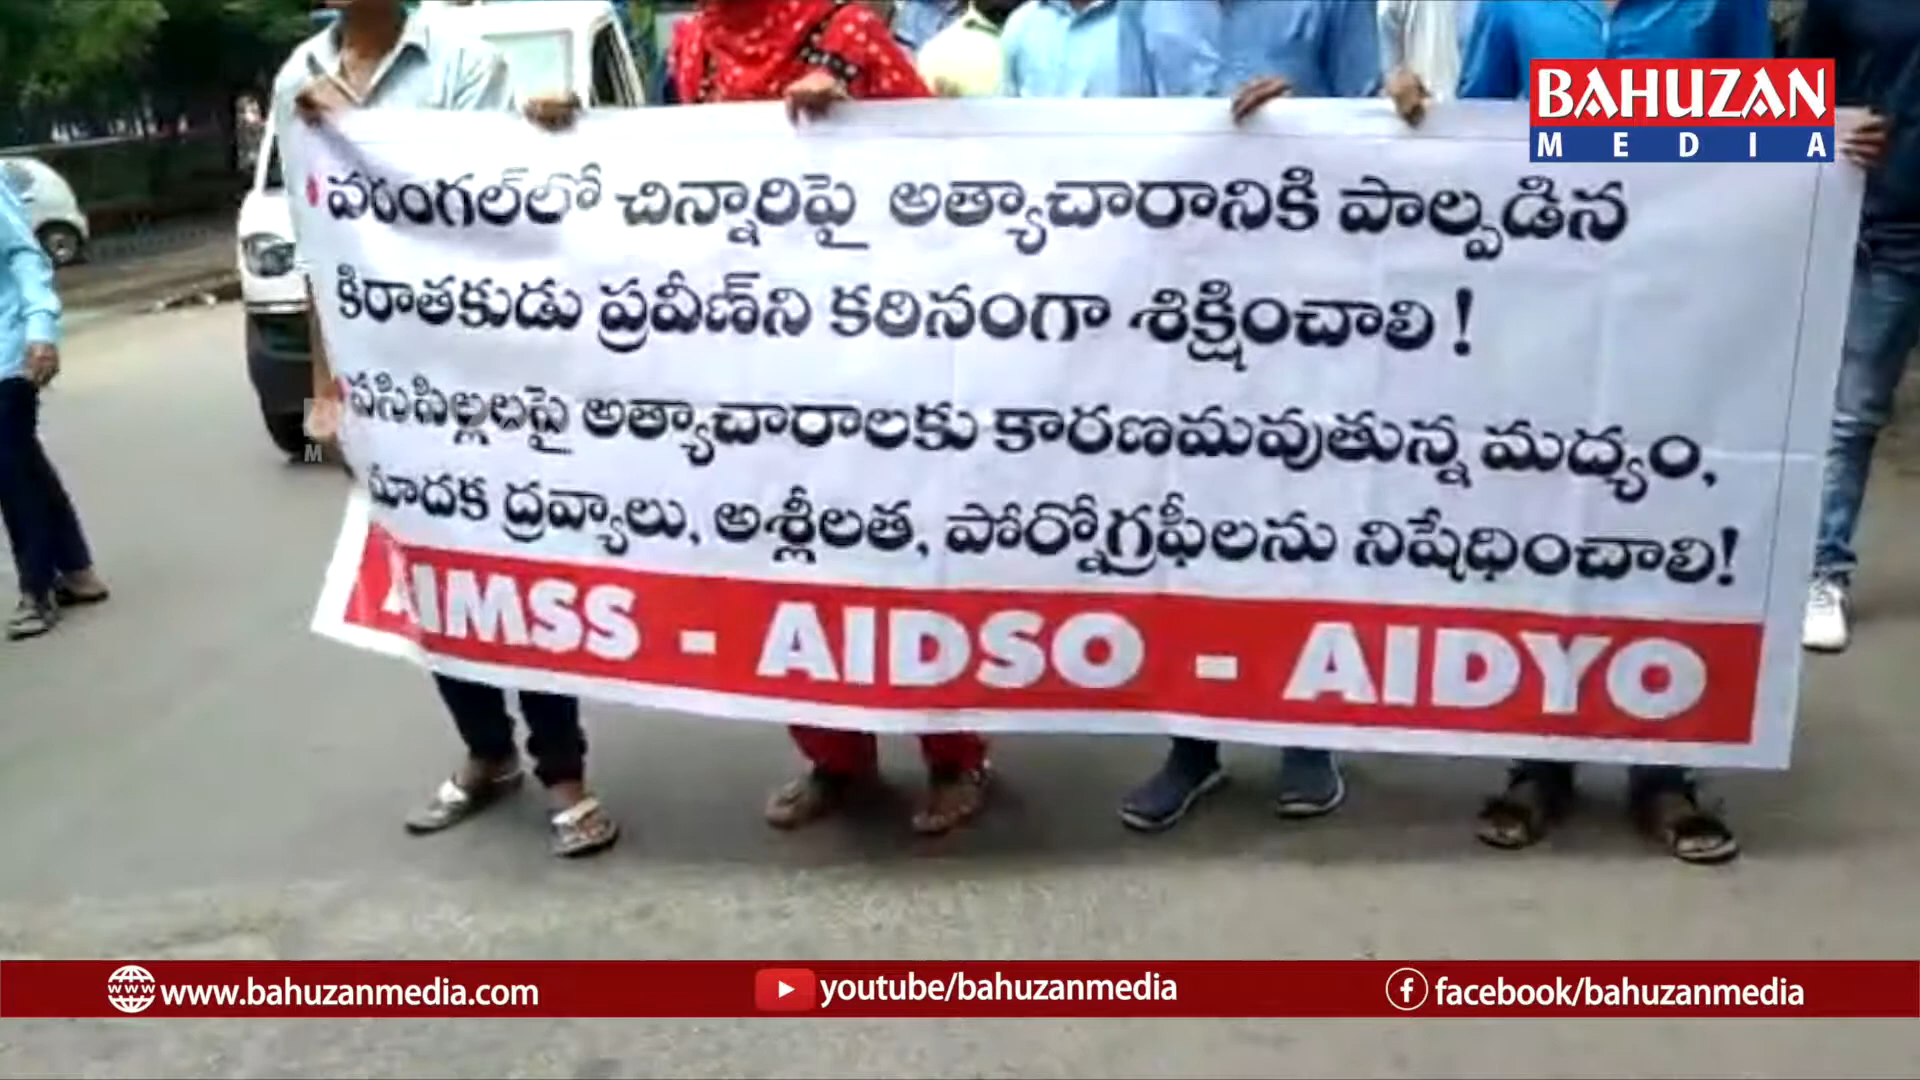 BAHUZAN
MEDIA
వరంగల్‌లో చిన్నారిపై అత్యాచారానికి పాల్పడిన
కిరాతకుడు ప్రవీణ్‌ని కఠినంగా శిక్షించాలి !
పసిపిల్లలపై అత్యాచారాలకు కారణమవుతున్న మద్యం,
మాదక ద్రవ్యాలు, అశ్లీలత, పోర్నోగ్రఫీలను నిషేధించాలి!
AIMSS - AIDSO - AIDYO
www.bahuzanmedia.com
youtube/bahuzanmedia
facebook/bahuzanmedia